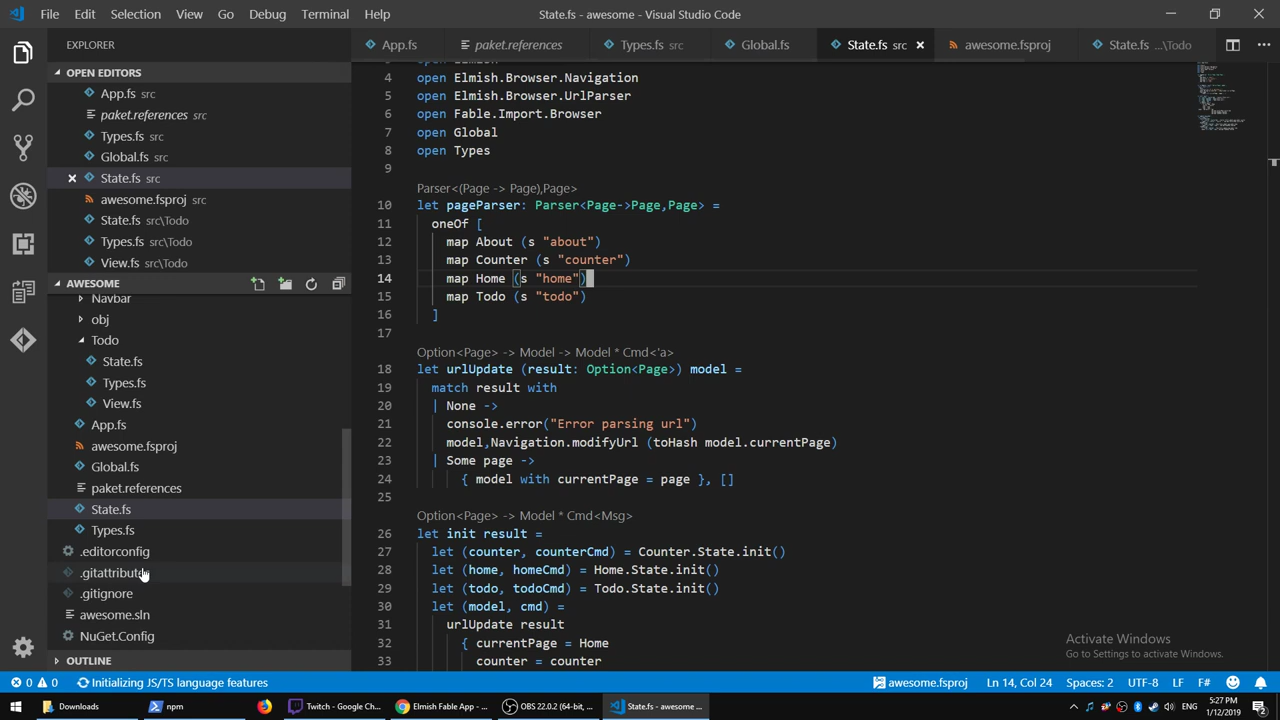 File Edit Selection View Go Debug Terminal Help State.fs - awesome - Visual Studio Code
EXPLORER
App.fs paket.references Types.fs src Global.fs State.fs src awesome.fsproj State.fs ...\Todo
OPEN EDITORS
App.fs src
paket.references src
Types.fs src
Global.fs src
State.fs src
awesome.fsproj src
State.fs src\Todo
Types.fs src\Todo
View.fs src\Todo
AWESOME
Navbar
obj
Todo
State.fs
Types.fs
View.fs
App.fs
awesome.fsproj
Global.fs
paket.references
State.fs
Types.fs
.editorconfig
.gitignore
awesome.sln
NuGet.Config
OUTLINE
4 open Elmish.Browser.Navigation
5 open Elmish.Browser.UrlParser
6 open Fable.Import.Browser
7 open Global
8 open Types
9
Parser<(Page -> Page),Page>
10 let pageParser: Parser<Page->Page,Page> =
11 oneOf [
12 map About (s "about")
13 map Counter (s "counter")
14 map Home (s "home")
15 map Todo (s "todo")
16 ]
17
Option<Page> -> Model -> Model * Cmd<'a>
18 let urlUpdate (result: Option<Page>) model =
19 match result with
20 | None ->
21 console.error("Error parsing url")
22 model,Navigation.modifyUrl (toHash model.currentPage)
23 | Some page ->
24 { model with currentPage = page }, []
25
Option<Page> -> Model * Cmd<Msg>
26 let init result =
27 let (counter, counterCmd) = Counter.State.init()
28 let (home, homeCmd) = Home.State.init()
29 let (todo, todoCmd) = Todo.State.init()
30 let (model, cmd) =
31 urlUpdate result
32 { currentPage = Home
33 counter = counter
Activate Windows
Go to Settings to activate Windows.
0 0 Initializing JS/TS language features awesome.fsproj Ln 14, Col 24 Spaces: 2 UTF-8 LF F#
Downloads npm Twitch - Google Ch... Elmish Fable App - ... OBS 22.0.2 (64-bit, ... State.fs - awesome ... 5:27 PM
1/12/2019
2